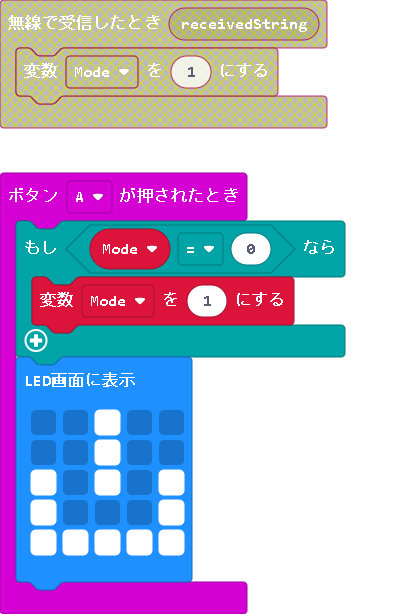 無線で受信したとき receivedString
変数 Mode を 1 にする
ボタン A が押されたとき
もし Mode = 0 なら
変数 Mode を 1 にする
LED画面に表示